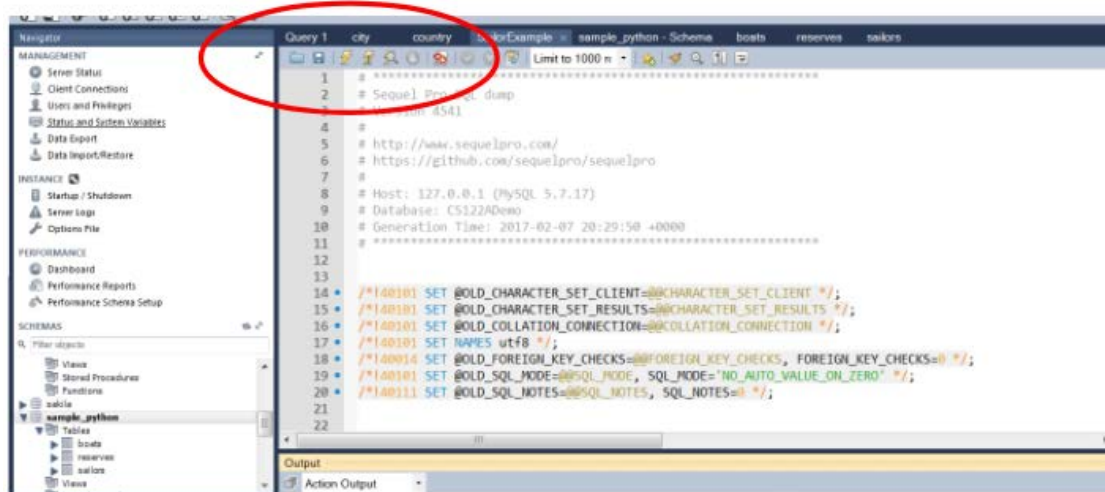 Navigator
MANAGEMENT
Server Status
Client Connections
Users and Privileges
Status and System Variables
Data Export
Data Import/Restore
INSTANCE
Startup / Shutdown
Server Logs
Options File
PERFORMANCE
Dashboard
Performance Reports
Performance Schema Setup
SCHEMAS
Filter objects
Views
Stored Procedures
Functions
sakila
sample_python
Tables
boats
reserves
sailors
Views
Query 1 city country SailorExample sample_python - Schema boats reserves sailors
Limit to 1000 r
1 # ************************************************************
2 # Sequel Pro SQL dump
3 # Version 4541
4 #
5 # http://www.sequelpro.com/
6 # https://github.com/sequelpro/sequelpro
7 #
8 # Host: 127.0.0.1 (MySQL 5.7.17)
9 # Database: CS122ADemo
10 # Generation Time: 2017-02-07 20:29:50 +0000
11 # ************************************************************
12
13
14 /*!40101 SET @OLD_CHARACTER_SET_CLIENT=@@CHARACTER_SET_CLIENT */;
15 /*!40101 SET @OLD_CHARACTER_SET_RESULTS=@@CHARACTER_SET_RESULTS */;
16 /*!40101 SET @OLD_COLLATION_CONNECTION=@@COLLATION_CONNECTION */;
17 /*!40101 SET NAMES utf8 */;
18 /*!40014 SET @OLD_FOREIGN_KEY_CHECKS=@@FOREIGN_KEY_CHECKS, FOREIGN_KEY_CHECKS=0 */;
19 /*!40101 SET @OLD_SQL_MODE=@@SQL_MODE, SQL_MODE='NO_AUTO_VALUE_ON_ZERO' */;
20 /*!40111 SET @OLD_SQL_NOTES=@@SQL_NOTES, SQL_NOTES=0 */;
21
22
Output
Action Output